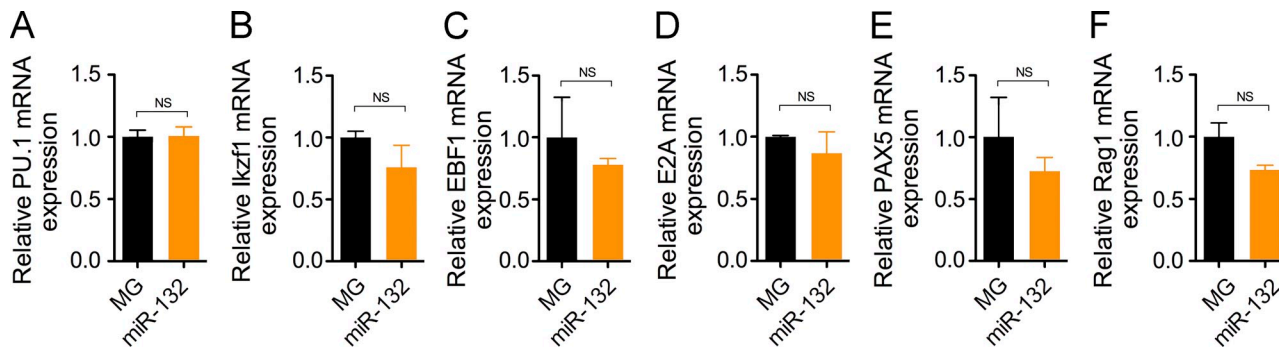 A
Relative PU.1 mRNA
expression
1.5
1.0
0.5
0.0
NS
MG
miR-132
B
Relative Ikzf1 mRNA
expression
1.5
1.0
0.5
0.0
NS
MG
miR-132
C
Relative EBF1 mRNA
expression
1.5
1.0
0.5
0.0
NS
MG
miR-132
D
Relative E2A mRNA
expression
1.5
1.0
0.5
0.0
NS
MG
miR-132
E
Relative PAX5 mRNA
expression
1.5
1.0
0.5
0.0
NS
MG
miR-132
F
Relative Rag1 mRNA
expression
1.5
1.0
0.5
0.0
NS
MG
miR-132